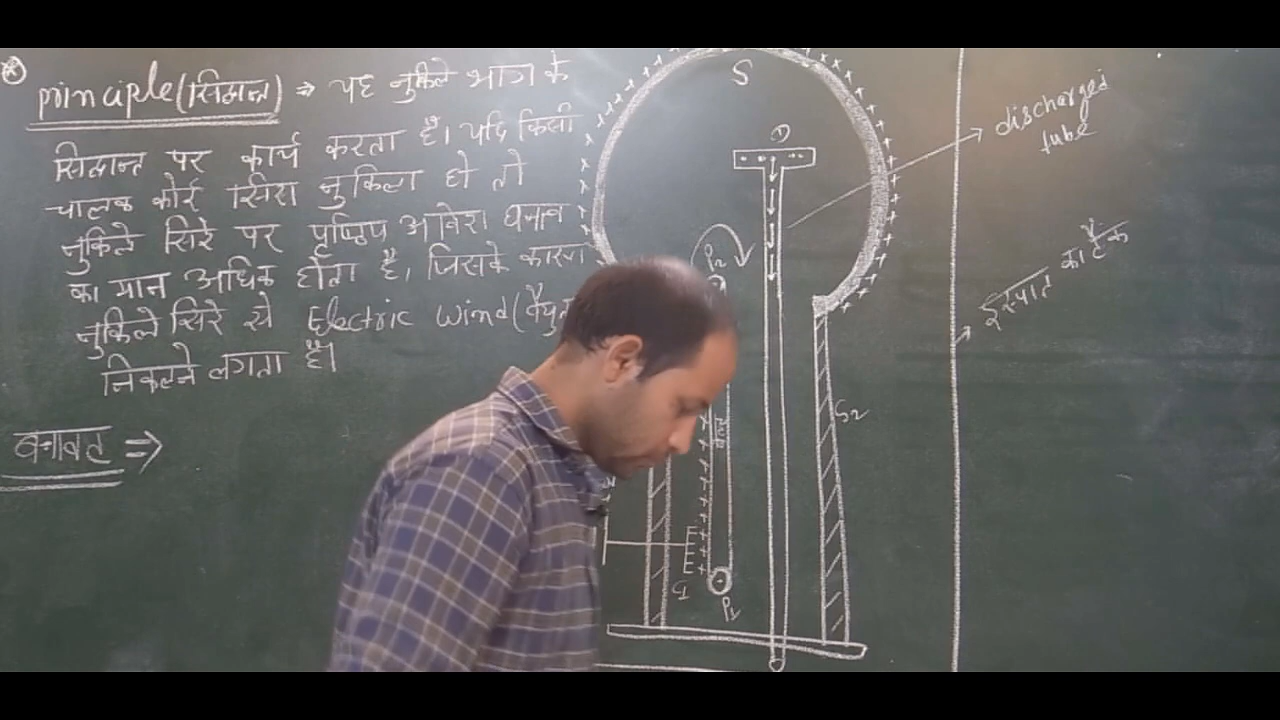 principle(सिद्धान्त) ⇒ यह नुकिले भाग के
सिद्धान्त पर कार्य करता है। यदि किसी
चालक कोई सिरा नुकिला हो तो
नुकिले सिरे पर पृष्ठिय आवेश घनत्व
का मान अधिक होता है, जिसके कारण
नुकिले सिरे से Electric wind (
निकलने लगता है।
बनावट ⇒
S
D
discharged
tube
P2
इस्पात का टैंक
S2
C1
P1